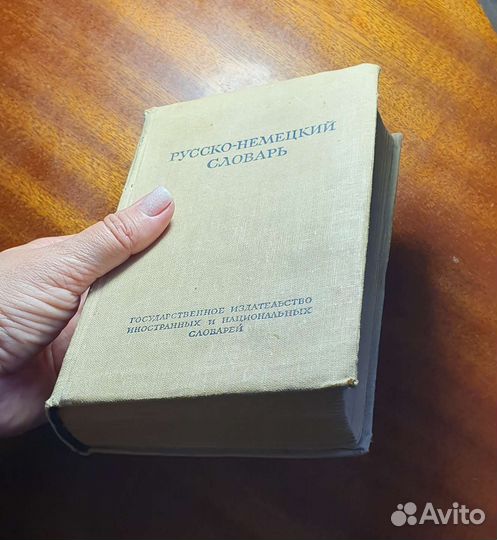 РУССКО-НЕМЕЦКИЙ
СЛОВАРЬ
ГОСУДАРСТВЕННОЕ ИЗДАТЕЛЬСТВО
ИНОСТРАННЫХ И НАЦИОНАЛЬНЫХ
СЛОВАРЕЙ
Avito